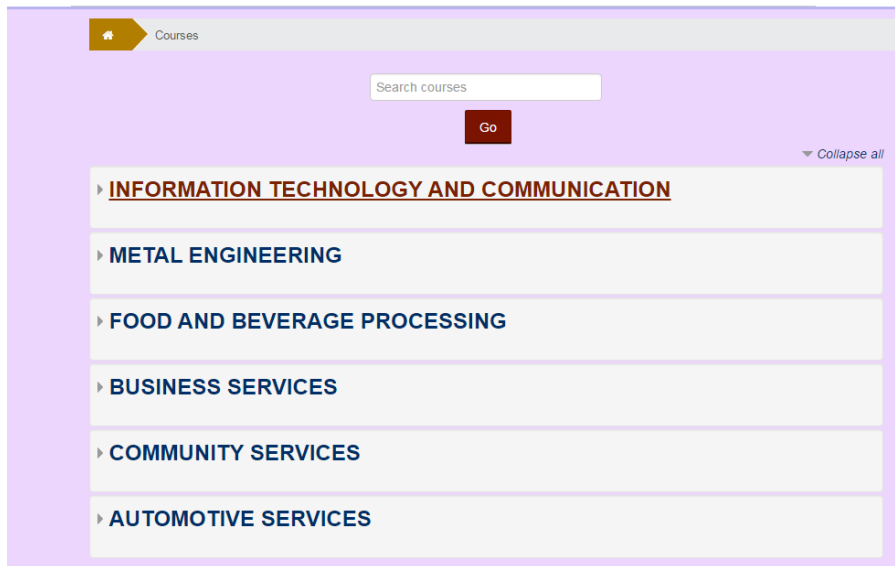 Courses
Search courses
Go
Collapse all
INFORMATION TECHNOLOGY AND COMMUNICATION
METAL ENGINEERING
FOOD AND BEVERAGE PROCESSING
BUSINESS SERVICES
COMMUNITY SERVICES
AUTOMOTIVE SERVICES